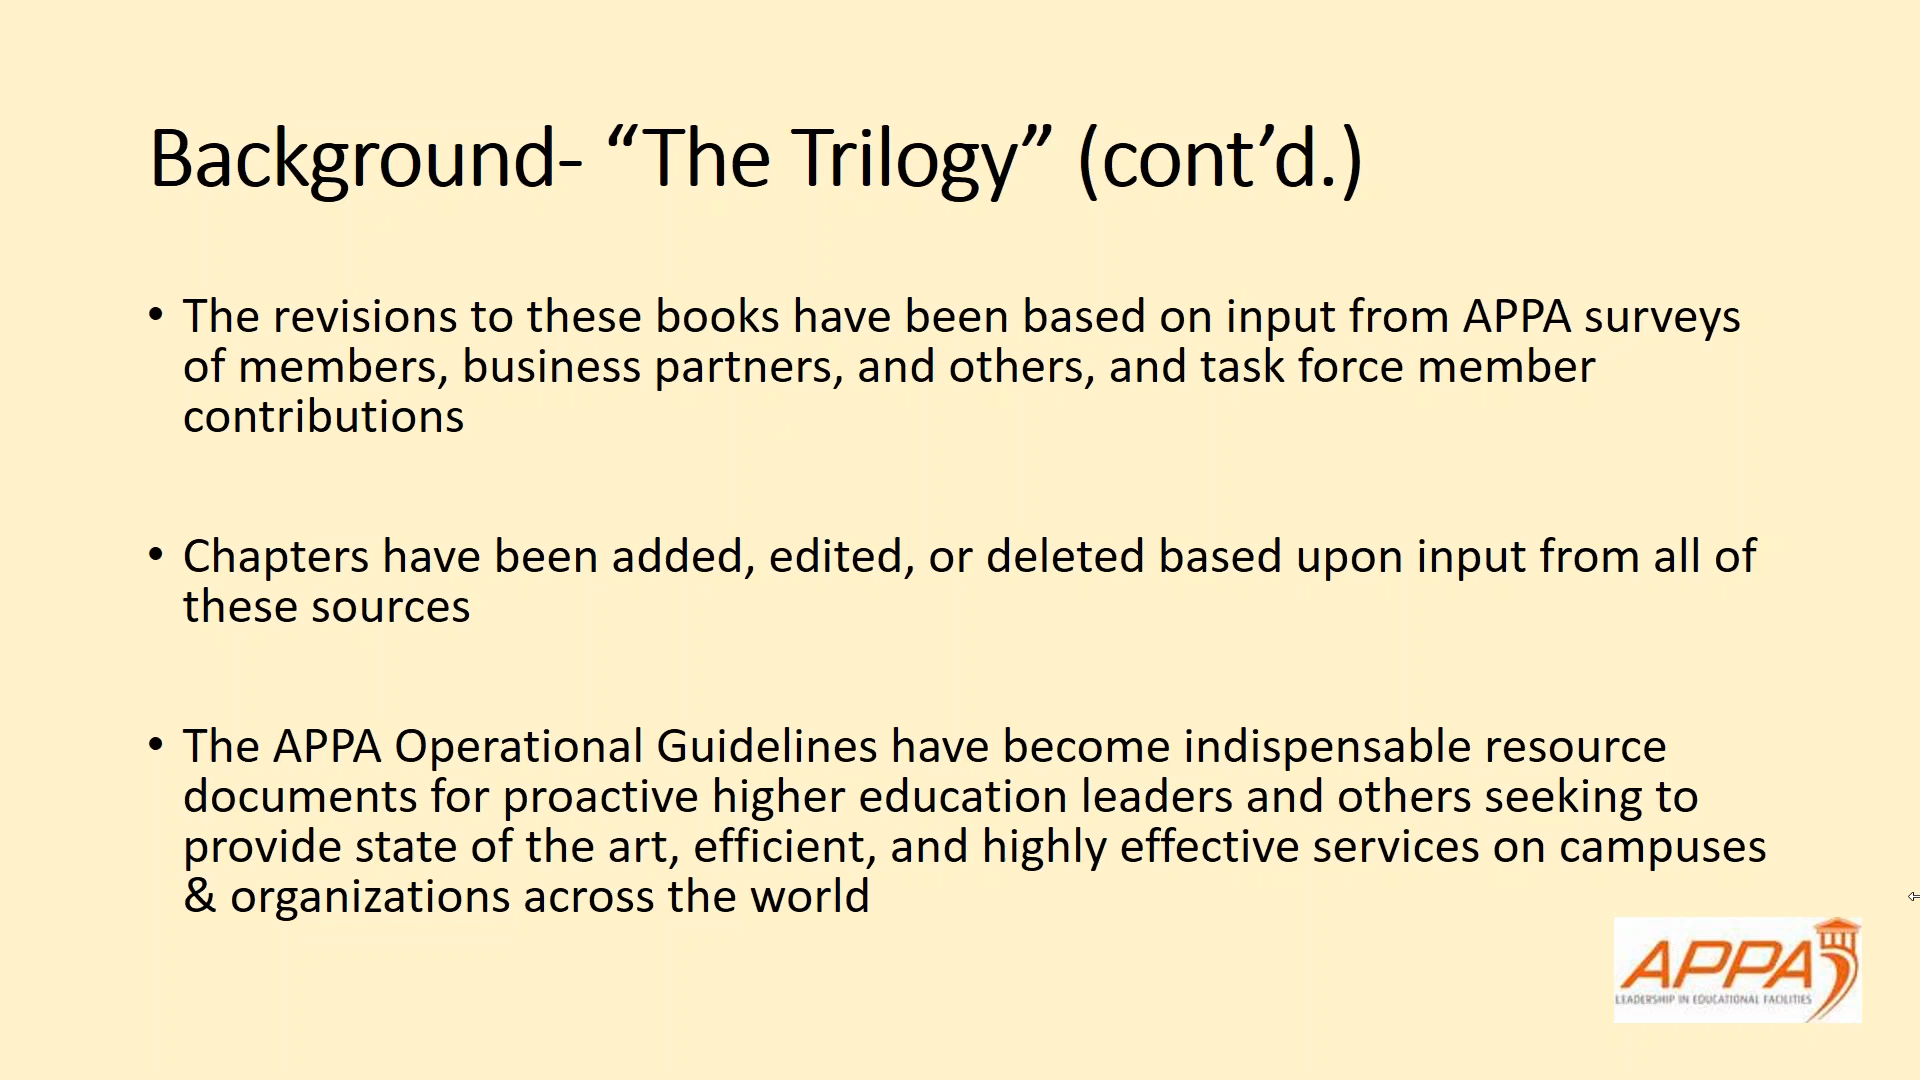 Background- “The Trilogy” (cont’d.)
• The revisions to these books have been based on input from APPA surveys
of members, business partners, and others, and task force member
contributions
• Chapters have been added, edited, or deleted based upon input from all of
these sources
• The APPA Operational Guidelines have become indispensable resource
documents for proactive higher education leaders and others seeking to
provide state of the art, efficient, and highly effective services on campuses
& organizations across the world
APPA
LEADERSHIP IN EDUCATIONAL FACILITIES